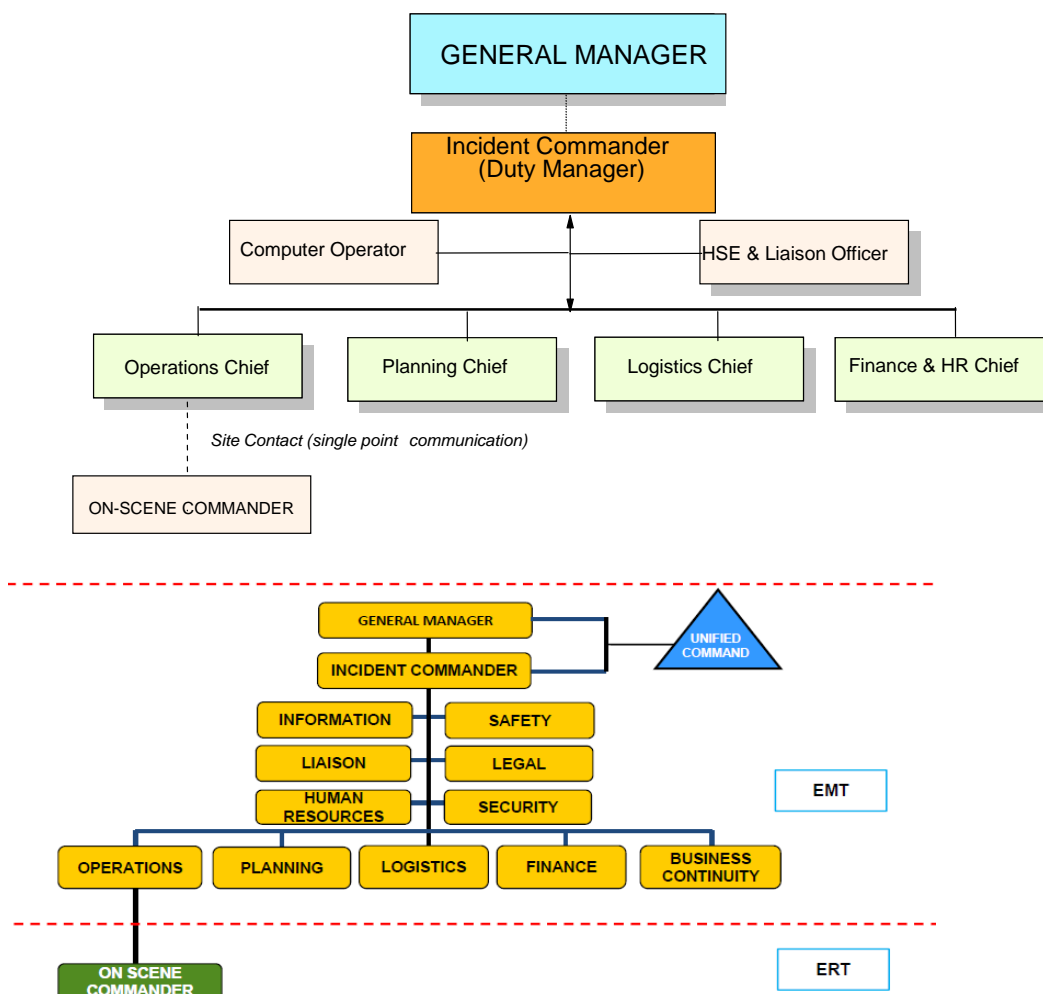 GENERAL MANAGER
Incident Commander
(Duty Manager)
Computer Operator
HSE & Liaison Officer
Operations Chief
Planning Chief
Logistics Chief
Finance & HR Chief
Site Contact (single point communication)
ON-SCENE COMMANDER
GENERAL MANAGER
UNIFIED
COMMAND
INCIDENT COMMANDER
INFORMATION
SAFETY
LIAISON
LEGAL
HUMAN
RESOURCES
SECURITY
EMT
OPERATIONS
PLANNING
LOGISTICS
FINANCE
BUSINESS
CONTINUITY
ON SCENE
COMMANDER
ERT